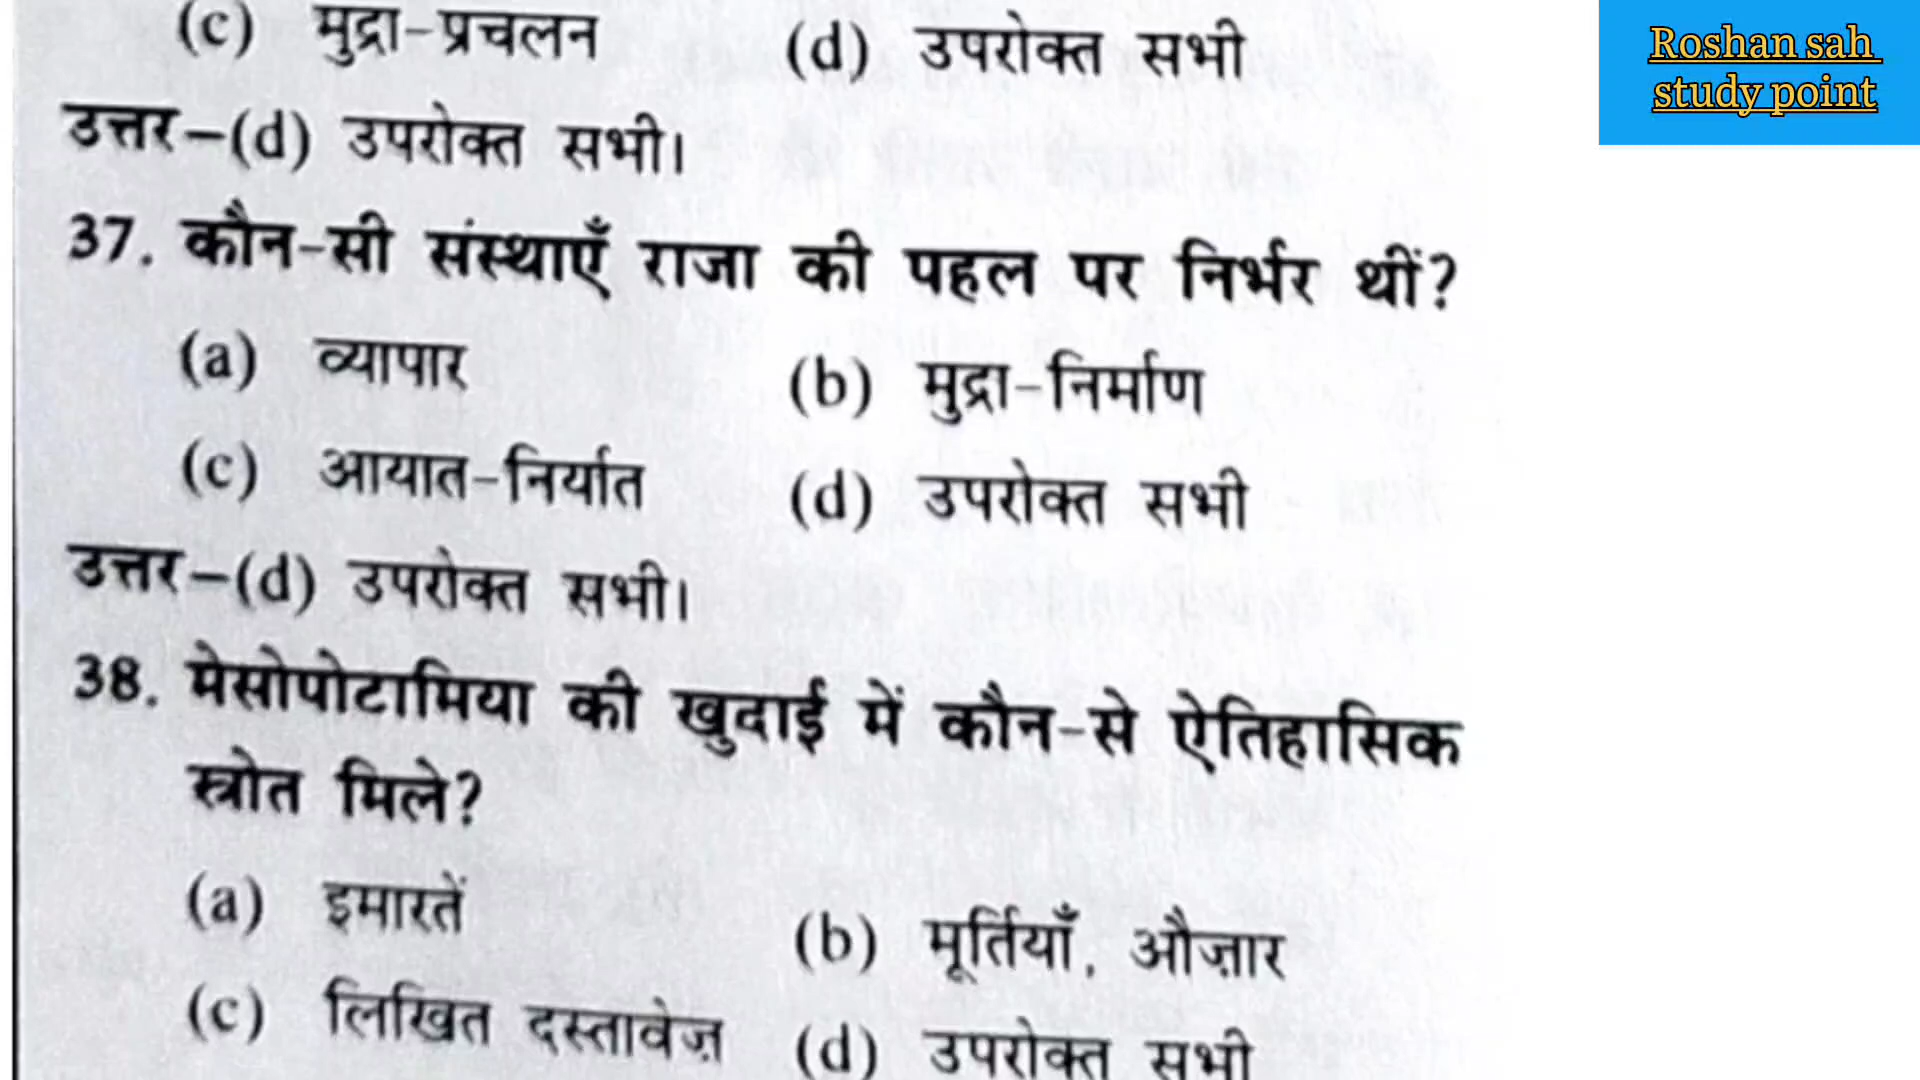 (c) मुद्रा-प्रचलन (d) उपरोक्त सभी
उत्तर–(d) उपरोक्त सभी।
37. कौन-सी संस्थाएँ राजा की पहल पर निर्भर थीं?
(a) व्यापार (b) मुद्रा-निर्माण
(c) आयात-निर्यात (d) उपरोक्त सभी
उत्तर–(d) उपरोक्त सभी।
38. मेसोपोटामिया की खुदाई में कौन-से ऐतिहासिक
स्त्रोत मिले?
(a) इमारतें (b) मूर्तियाँ, औज़ार
(c) लिखित दस्तावेज़ (d) उपरोक्त सभी
Roshan sah
study point